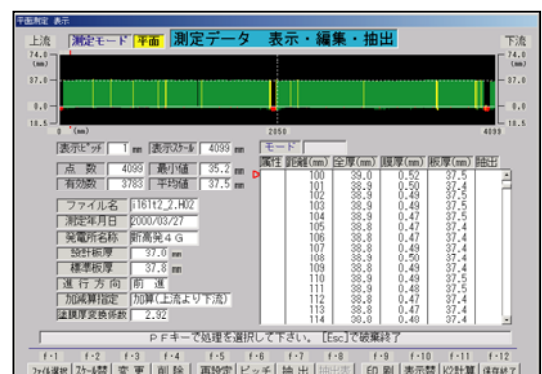 平面測定 表示
上流 測定モード 平面 測定データ 表示・編集・抽出 下流
74.0 74.0
(mm) (mm)
37.0 37.0
0.0 0.0
18.5 18.5
0 (mm) 2050 4099
表示ピッチ 1 mm 表示スケール 4099 mm モード
属性 距離(mm) 全厚(mm) 膜厚(mm) 板厚(mm) 抽出
点 数 4099 最小値 35.2 mm
有効数 3783 平均値 37.5 mm
100 39.0 0.52 37.5
101 38.9 0.50 37.4
102 38.9 0.49 37.5
103 38.9 0.49 37.5
104 38.9 0.47 37.5
105 38.8 0.47 37.4
106 38.8 0.47 37.4
107 38.8 0.49 37.4
108 38.9 0.50 37.4
109 38.8 0.49 37.4
110 38.9 0.49 37.5
111 38.9 0.48 37.5
112 38.8 0.47 37.4
113 38.8 0.47 37.4
114 38.8 0.48 37.4
ファイル名 i161t2_2.H02
測定年月日 2000/03/27
発電所名称 新高発4G
設計板厚 37.0 mm
標準板厚 37.8 mm
進行方向 前 進
加減算指定 加算(上流より下流)
塗膜厚変換係数 2.92
PFキーで処理を選択して下さい。 [Esc]で破棄終了
f・1 f・2 f・3 f・4 f・5 f・6 f・7 f・8 f・9 f・10 f・11 f・12
ファイル選択 スケール替 変 更 削 除 再設定 ピッチ 抽 出 抽出表 印 刷 表示替 K2計算 保存終了